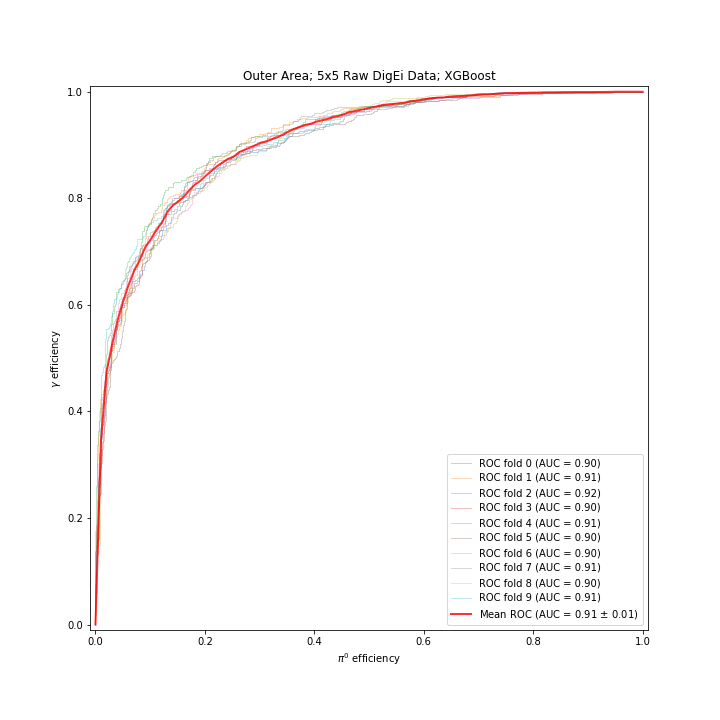 Outer Area; 5x5 Raw DigEi Data; XGBoost
1.0
0.8
0.6
0.4
0.2
0.0
γ efficiency
ROC fold 0 (AUC = 0.90)
ROC fold 1 (AUC = 0.91)
ROC fold 2 (AUC = 0.92)
ROC fold 3 (AUC = 0.90)
ROC fold 4 (AUC = 0.91)
ROC fold 5 (AUC = 0.90)
ROC fold 6 (AUC = 0.90)
ROC fold 7 (AUC = 0.91)
ROC fold 8 (AUC = 0.90)
ROC fold 9 (AUC = 0.91)
Mean ROC (AUC = 0.91 ± 0.01)
0.0 0.2 0.4 0.6 0.8 1.0
π⁰ efficiency